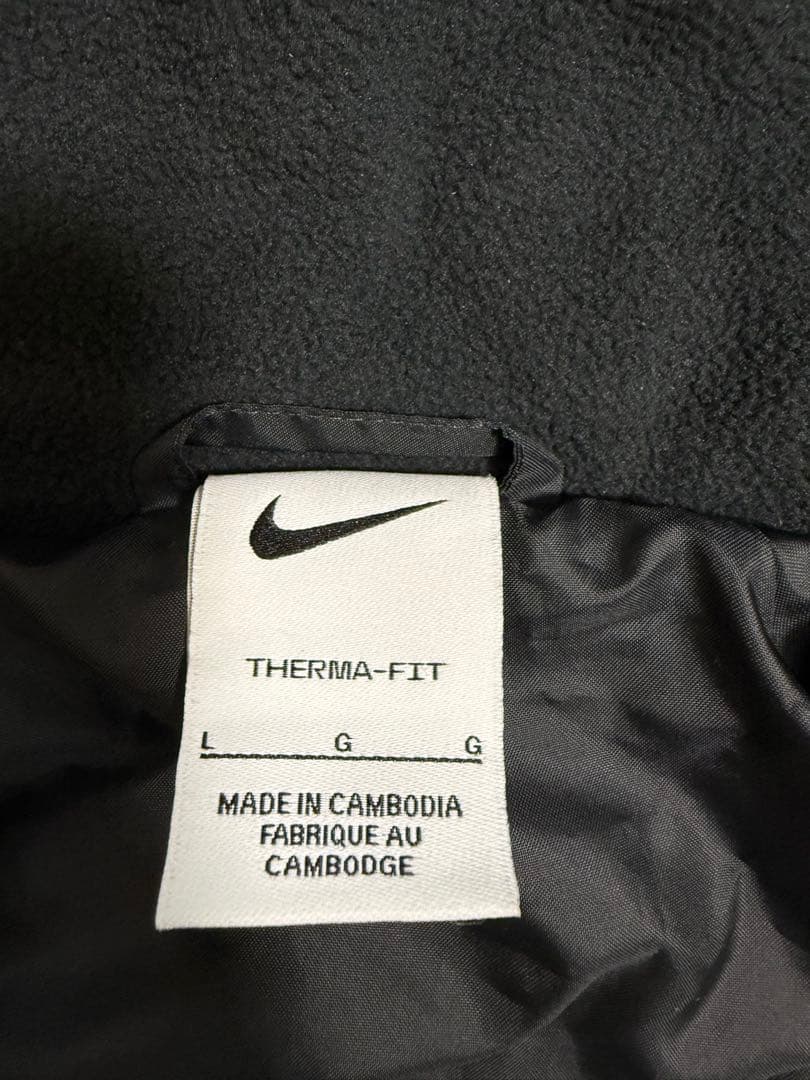 THERMA-FIT
L G G
MADE IN CAMBODIA
FABRIQUE AU
CAMBODGE